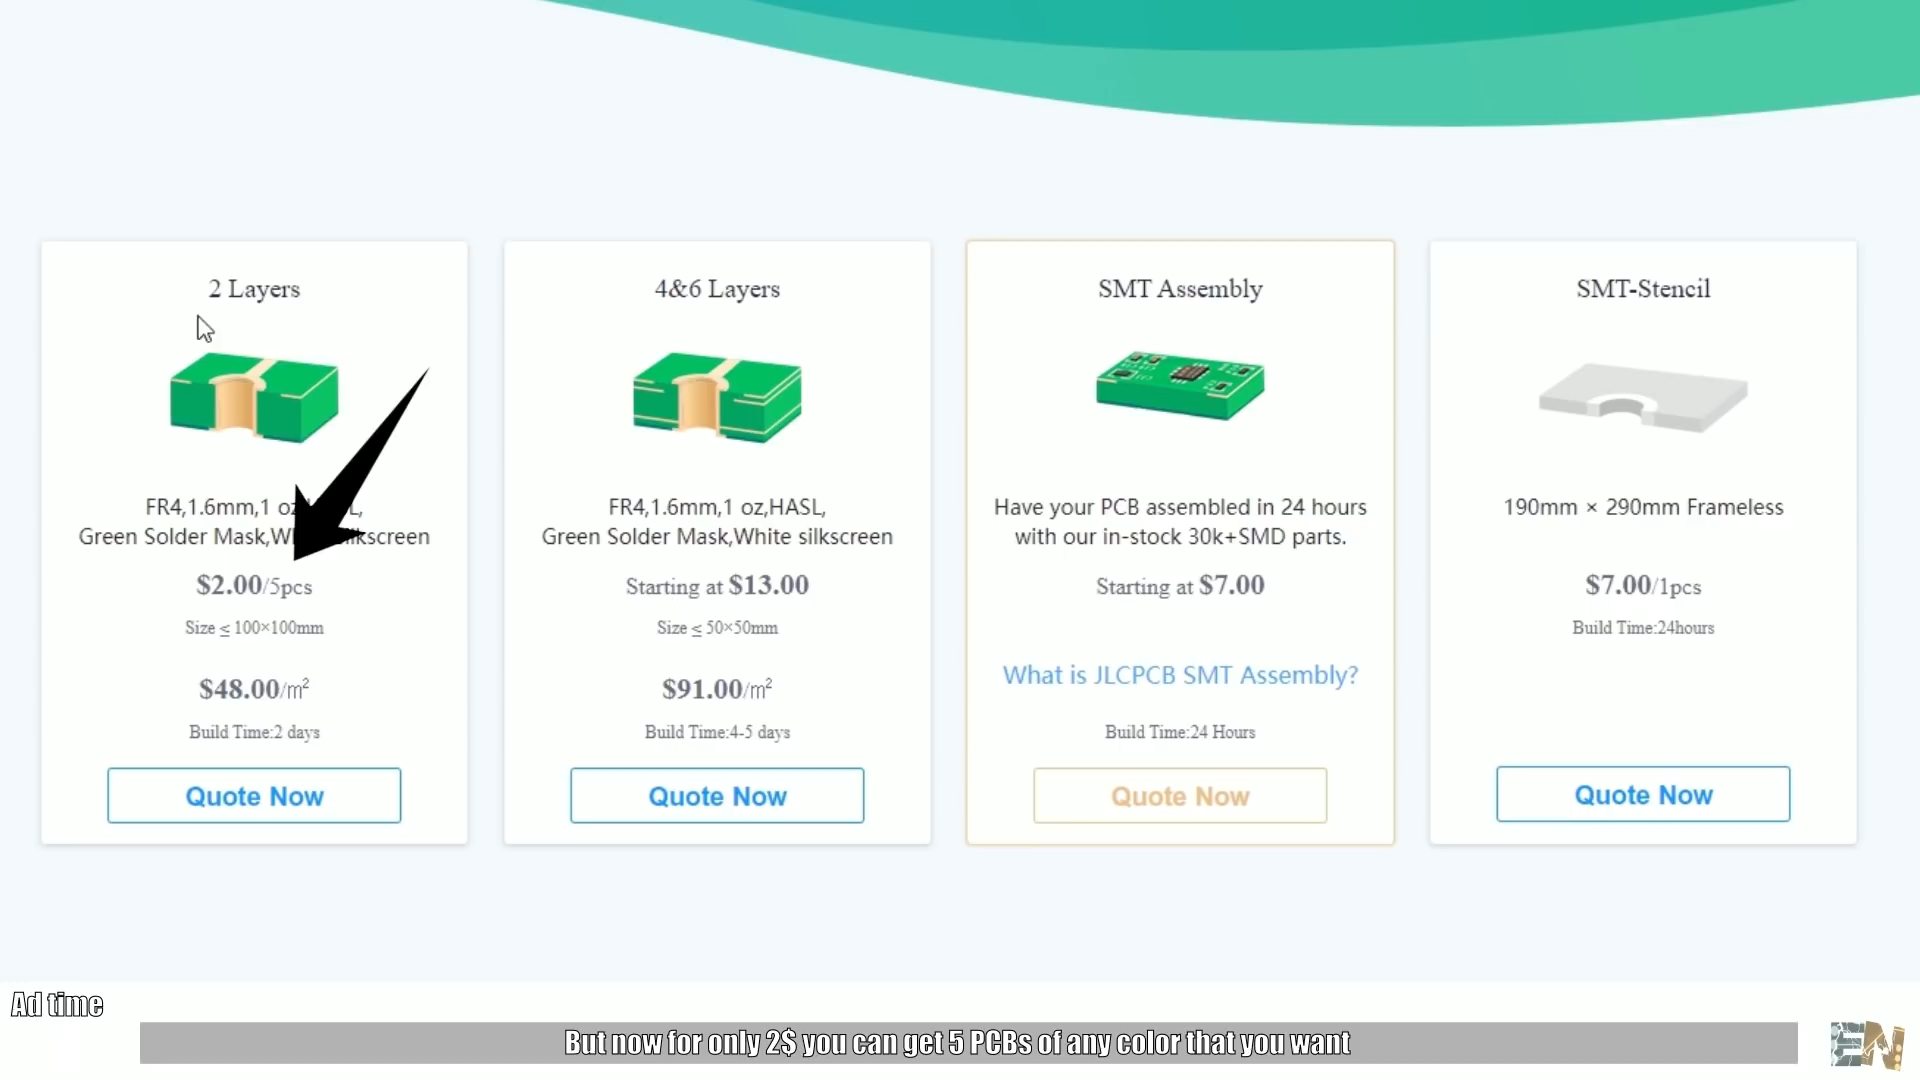 2 Layers
FR4,1.6mm,1 oz
Green Solder Mask,
$2.00/5pcs
Size ≤ 100×100mm
$48.00/m²
Build Time:2 days
Quote Now
4&6 Layers
FR4,1.6mm,1 oz,HASL,
Green Solder Mask,White silkscreen
Starting at $13.00
Size ≤ 50×50mm
$91.00/m²
Build Time:4-5 days
Quote Now
SMT Assembly
Have your PCB assembled in 24 hours
with our in-stock 30k+SMD parts.
Starting at $7.00
What is JLCPCB SMT Assembly?
Build Time:24 Hours
Quote Now
SMT-Stencil
190mm × 290mm Frameless
$7.00/1pcs
Build Time:24hours
Quote Now
Ad time
But now for only 2$ you can get 5 PCBs of any color that you want
EN